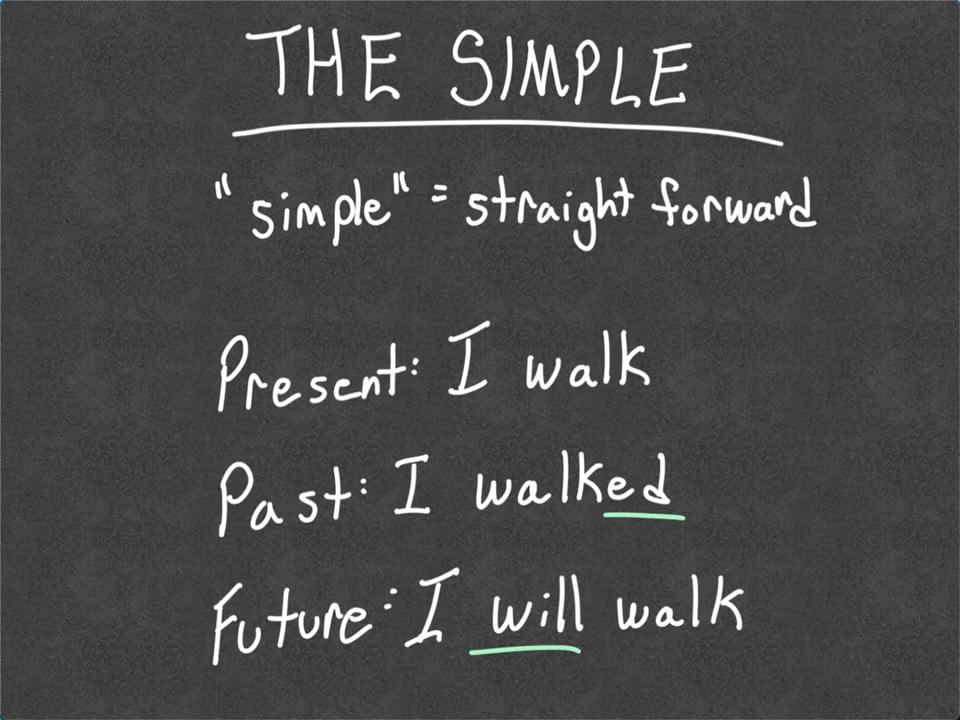 THE SIMPLE
"simple" = straight forward
Present: I walk
Past: I walked
Future: I will walk